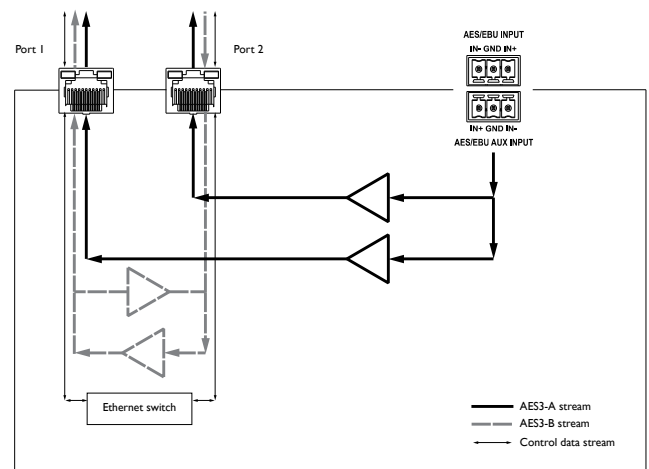 AES/EBU INPUT
IN- GND IN+
Port 1
Port 2
IN+ GND IN-
AES/EBU AUX INPUT
Ethernet switch
AES3-A stream
AES3-B stream
Control data stream